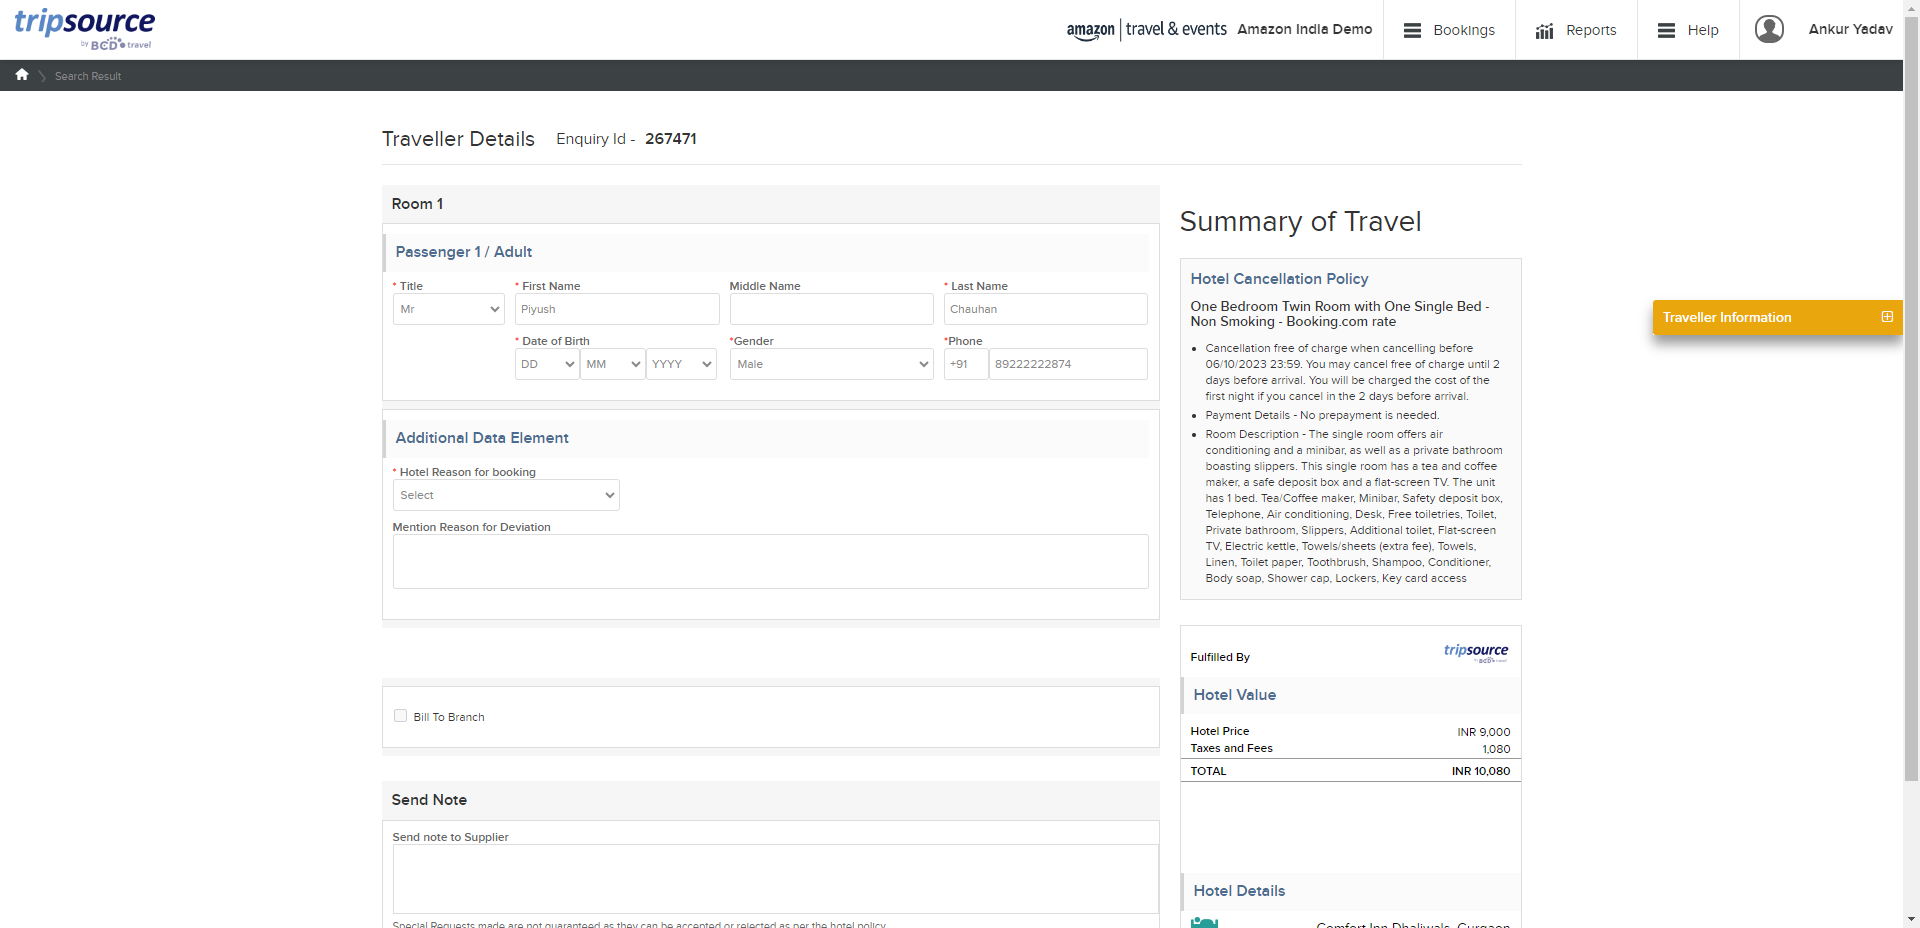 tripsource
by BCD travel
amazon | travel & events
Amazon India Demo
Bookings
Reports
Help
Ankur Yadav
Search Result
Traveller Details
Enquiry Id - 267471
Room 1
Passenger 1 / Adult
* Title
* First Name
Middle Name
* Last Name
Mr
Piyush
Chauhan
* Date of Birth
*Gender
*Phone
DD
MM
YYYY
Male
+91
89222222874
Additional Data Element
* Hotel Reason for booking
Select
Mention Reason for Deviation
Bill To Branch
Send Note
Send note to Supplier
Special Requests made are not guaranteed as they can be accepted or rejected as per the hotel policy
Summary of Travel
Hotel Cancellation Policy
One Bedroom Twin Room with One Single Bed -
Non Smoking - Booking.com rate
Cancellation free of charge when cancelling before
06/10/2023 23:59. You may cancel free of charge until 2
days before arrival. You will be charged the cost of the
first night if you cancel in the 2 days before arrival.
Payment Details - No prepayment is needed.
Room Description - The single room offers air
conditioning and a minibar, as well as a private bathroom
boasting slippers. This single room has a tea and coffee
maker, a safe deposit box and a flat-screen TV. The unit
has 1 bed. Tea/Coffee maker, Minibar, Safety deposit box,
Telephone, Air conditioning, Desk, Free toiletries, Toilet,
Private bathroom, Slippers, Additional toilet, Flat-screen
TV, Electric kettle, Towels/sheets (extra fee), Towels,
Linen, Toilet paper, Toothbrush, Shampoo, Conditioner,
Body soap, Shower cap, Lockers, Key card access
Fulfilled By
tripsource
by BCD travel
Hotel Value
Hotel Price INR 9,000
Taxes and Fees 1,080
TOTAL INR 10,080
Hotel Details
Comfort Inn Dhaliwals, Gurgaon
Traveller Information